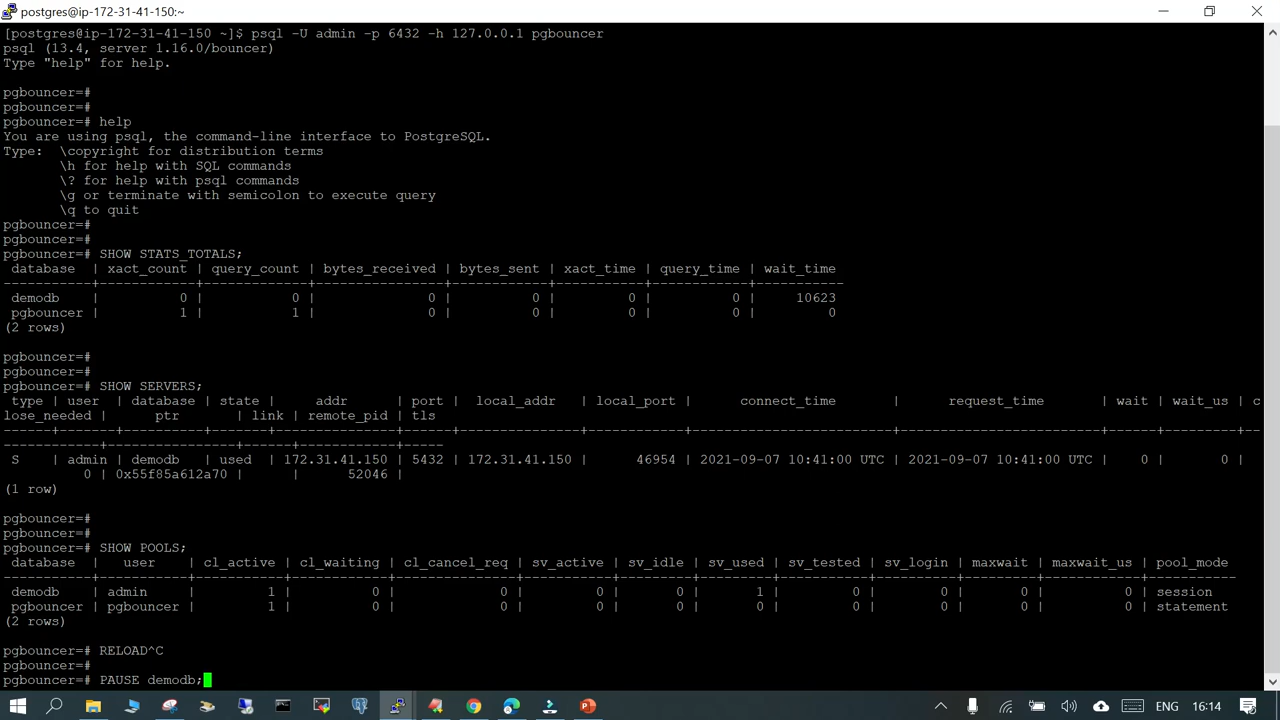 postgres@ip-172-31-41-150:~
[postgres@ip-172-31-41-150 ~]$ psql -U admin -p 6432 -h 127.0.0.1 pgbouncer
psql (13.4, server 1.16.0/bouncer)
Type "help" for help.
pgbouncer=#
pgbouncer=#
pgbouncer=# help
You are using psql, the command-line interface to PostgreSQL.
Type:  \copyright for distribution terms
       \h for help with SQL commands
       \? for help with psql commands
       \g or terminate with semicolon to execute query
       \q to quit
pgbouncer=#
pgbouncer=#
pgbouncer=# SHOW STATS_TOTALS;
 database  | xact_count | query_count | bytes_received | bytes_sent | xact_time | query_time | wait_time
-----------+------------+-------------+----------------+------------+-----------+------------+-----------
 demodb    |          0 |           0 |              0 |          0 |         0 |          0 |     10623
 pgbouncer |          1 |           1 |              0 |          0 |         0 |          0 |         0
(2 rows)
pgbouncer=#
pgbouncer=#
pgbouncer=# SHOW SERVERS;
 type | user  | database | state |     addr      | port |  local_addr   | local_port |      connect_time       |      request_time       | wait | wait_us | c
lose_needed |      ptr       | link | remote_pid | tls
------+-------+----------+-------+---------------+------+---------------+------------+-------------------------+-------------------------+------+---------+--
------------+----------------+------+------------+-----
 S    | admin | demodb   | used  | 172.31.41.150 | 5432 | 172.31.41.150 |      46954 | 2021-09-07 10:41:00 UTC | 2021-09-07 10:41:00 UTC |    0 |       0 |
          0 | 0x55f85a612a70 |      |      52046 |
(1 row)
pgbouncer=#
pgbouncer=#
pgbouncer=# SHOW POOLS;
 database  |   user    | cl_active | cl_waiting | cl_cancel_req | sv_active | sv_idle | sv_used | sv_tested | sv_login | maxwait | maxwait_us | pool_mode
-----------+-----------+-----------+------------+---------------+-----------+---------+---------+-----------+----------+---------+------------+-----------
 demodb    | admin     |         1 |          0 |             0 |         0 |       0 |       1 |         0 |        0 |       0 |          0 | session
 pgbouncer | pgbouncer |         1 |          0 |             0 |         0 |       0 |       0 |         0 |        0 |       0 |          0 | statement
(2 rows)
pgbouncer=# RELOAD^C
pgbouncer=#
pgbouncer=# PAUSE demodb;
ENG 16:14